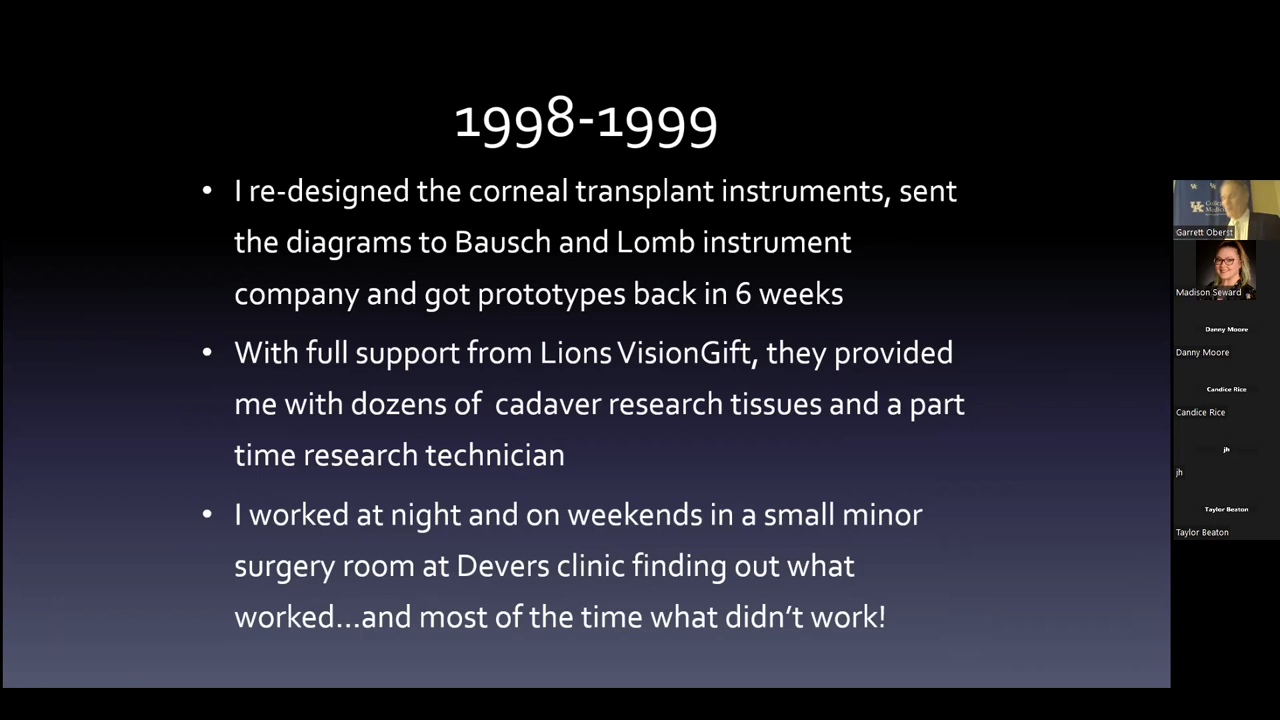 1998-1999
• I re-designed the corneal transplant instruments, sent
the diagrams to Bausch and Lomb instrument
company and got prototypes back in 6 weeks
• With full support from Lions VisionGift, they provided
me with dozens of  cadaver research tissues and a part
time research technician
• I worked at night and on weekends in a small minor
surgery room at Devers clinic finding out what
worked...and most of the time what didn't work!
UK
Garrett Oberst
Madison Seward
Danny Moore
Danny Moore
Candice Rice
Candice Rice
jh
jh
Taylor Beaton
Taylor Beaton